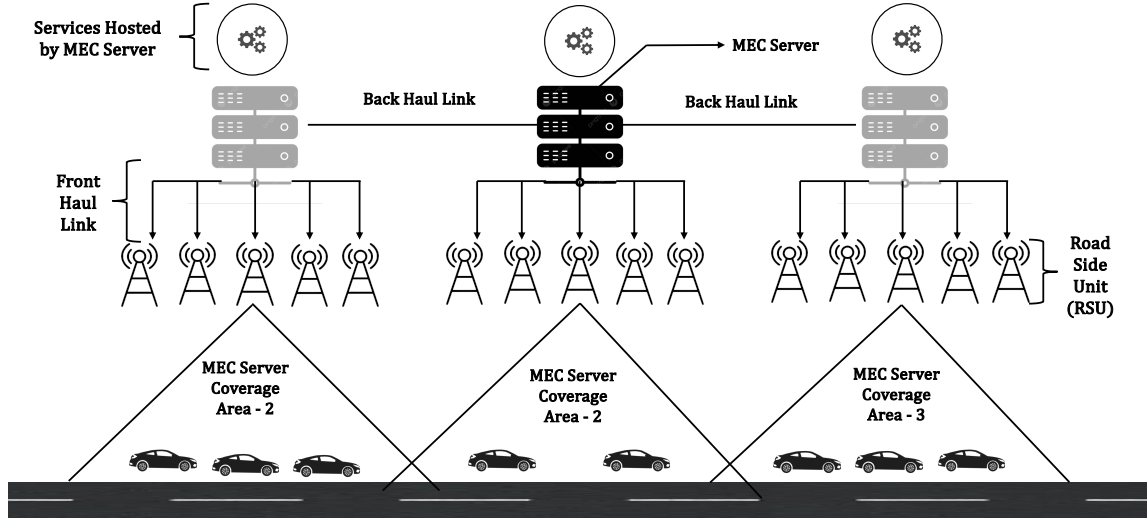 Services Hosted
by MEC Server
MEC Server
Back Haul Link
Back Haul Link
Front
Haul
Link
Road
Side
Unit
(RSU)
MEC Server
Coverage
Area - 2
MEC Server
Coverage
Area - 2
MEC Server
Coverage
Area - 3